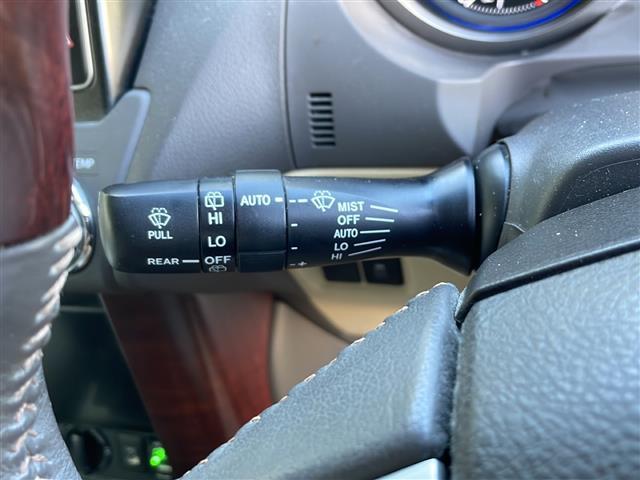 TEMP
PULL
REAR
HI
LO
OFF
AUTO
- +
MIST
OFF
AUTO
LO
HI